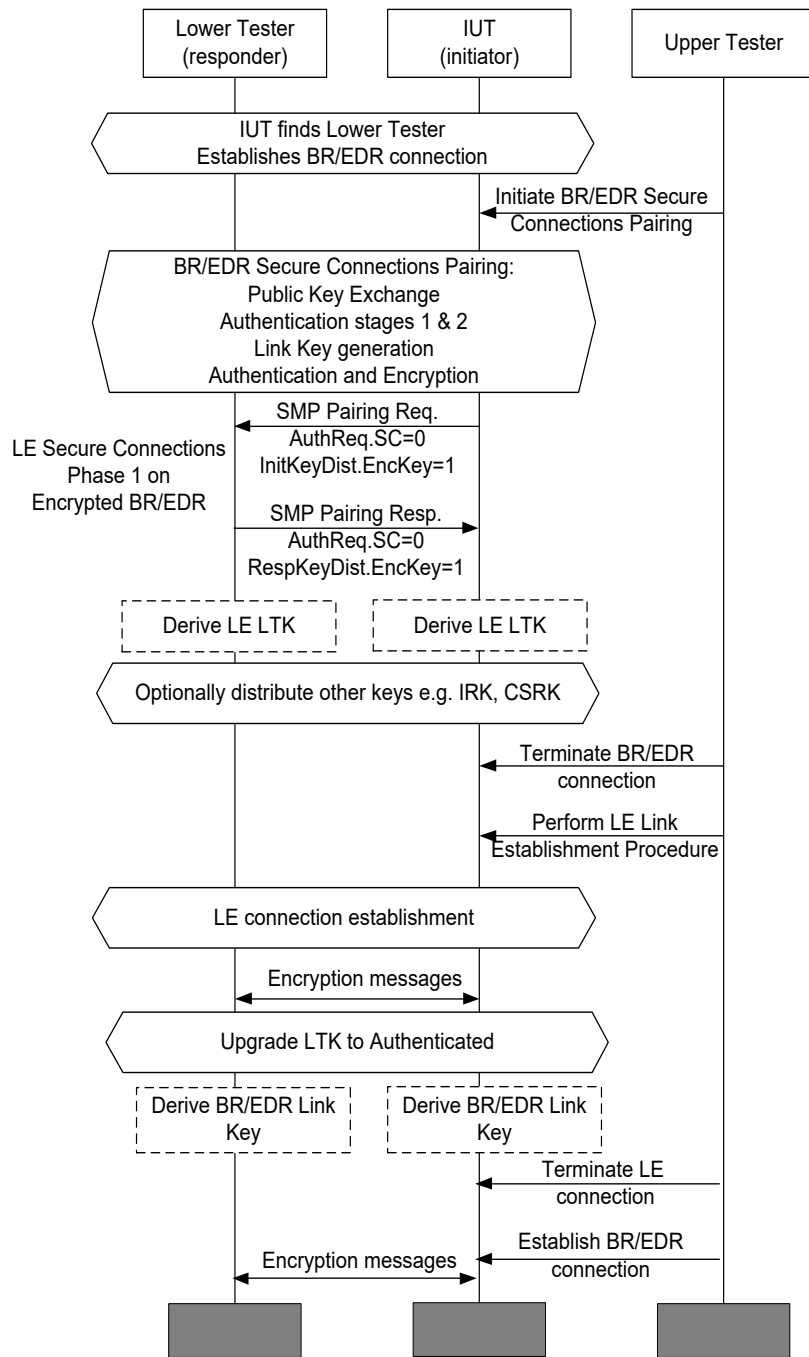 Lower Tester
(responder)
IUT
(initiator)
Upper Tester
IUT finds Lower Tester
Establishes BR/EDR connection
Initiate BR/EDR Secure
Connections Pairing
BR/EDR Secure Connections Pairing:
Public Key Exchange
Authentication stages 1 & 2
Link Key generation
Authentication and Encryption
SMP Pairing Req.
AuthReq.SC=0
InitKeyDist.EncKey=1
LE Secure Connections
Phase 1 on
Encrypted BR/EDR
SMP Pairing Resp.
AuthReq.SC=0
RespKeyDist.EncKey=1
Derive LE LTK
Derive LE LTK
Optionally distribute other keys e.g. IRK, CSRK
Terminate BR/EDR
connection
Perform LE Link
Establishment Procedure
LE connection establishment
Encryption messages
Upgrade LTK to Authenticated
Derive BR/EDR Link
Key
Derive BR/EDR Link
Key
Terminate LE
connection
Establish BR/EDR
connection
Encryption messages